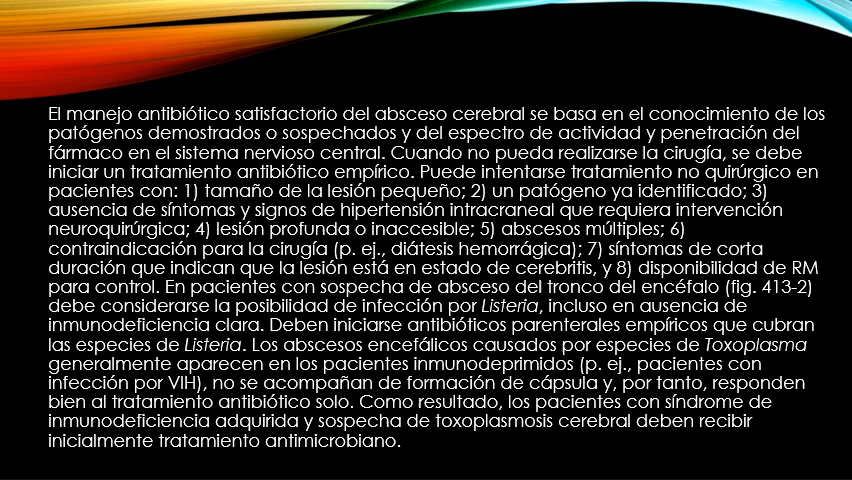 El manejo antibiótico satisfactorio del absceso cerebral se basa en el conocimiento de los
patógenos demostrados o sospechados y del espectro de actividad y penetración del
fármaco en el sistema nervioso central. Cuando no pueda realizarse la cirugía, se debe
iniciar un tratamiento antibiótico empírico. Puede intentarse tratamiento no quirúrgico en
pacientes con: 1) tamaño de la lesión pequeño; 2) un patógeno ya identificado; 3)
ausencia de síntomas y signos de hipertensión intracraneal que requiera intervención
neuroquirúrgica; 4) lesión profunda o inaccesible; 5) abscesos múltiples; 6)
contraindicación para la cirugía (p. ej., diátesis hemorrágica); 7) síntomas de corta
duración que indican que la lesión está en estado de cerebritis, y 8) disponibilidad de RM
para control. En pacientes con sospecha de absceso del tronco del encéfalo (fig. 413-2)
debe considerarse la posibilidad de infección por Listeria, incluso en ausencia de
inmunodeficiencia clara. Deben iniciarse antibióticos parenterales empíricos que cubran
las especies de Listeria. Los abscesos encefálicos causados por especies de Toxoplasma
generalmente aparecen en los pacientes inmunodeprimidos (p. ej., pacientes con
infección por VIH), no se acompañan de formación de cápsula y, por tanto, responden
bien al tratamiento antibiótico solo. Como resultado, los pacientes con síndrome de
inmunodeficiencia adquirida y sospecha de toxoplasmosis cerebral deben recibir
inicialmente tratamiento antimicrobiano.